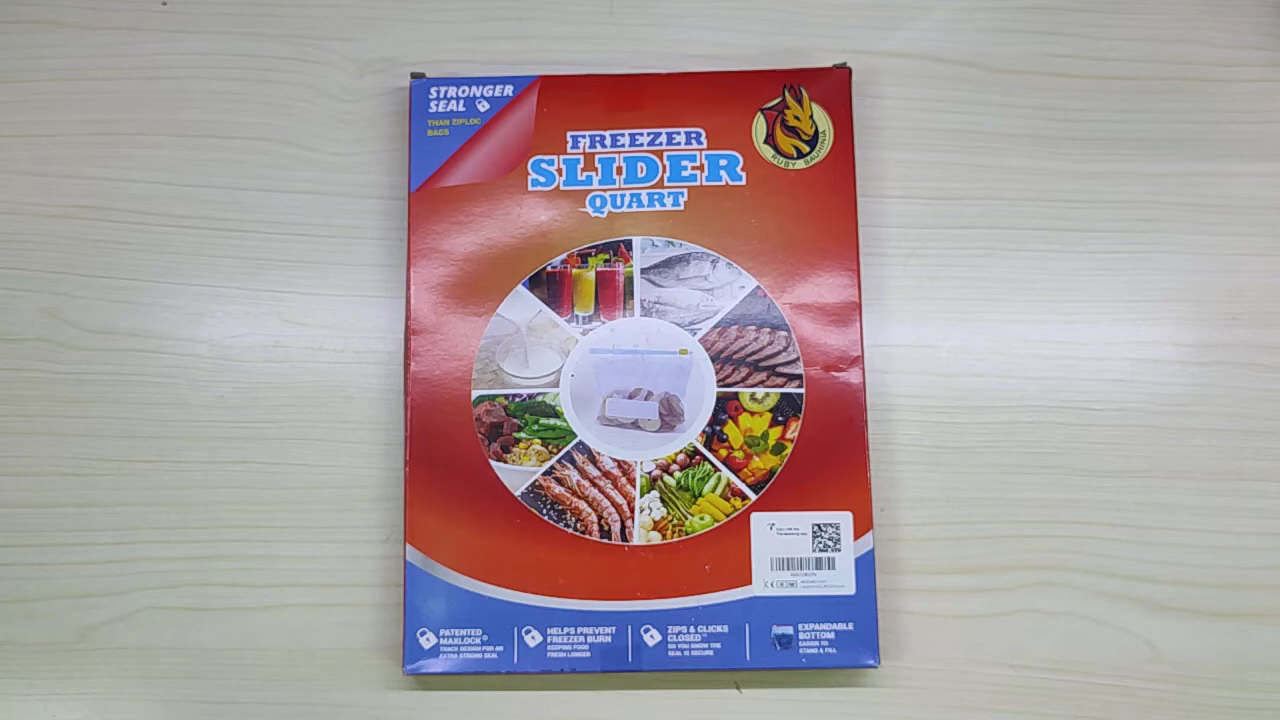 STRONGER
SEAL
THAN ZIPLOC
BAGS
FREEZER
SLIDER
QUART
RUBY BAUHINIA
PATENTED
MAXLOCK®
TRACK DESIGN FOR AN
EXTRA STRONG SEAL
HELPS PREVENT
FREEZER BURN
KEEPING FOOD
FRESH LONGER
ZIPS & CLICKS
CLOSED™
SO YOU KNOW THE
SEAL IS SECURE
EXPANDABLE
BOTTOM
EASIER TO
STAND & FILL